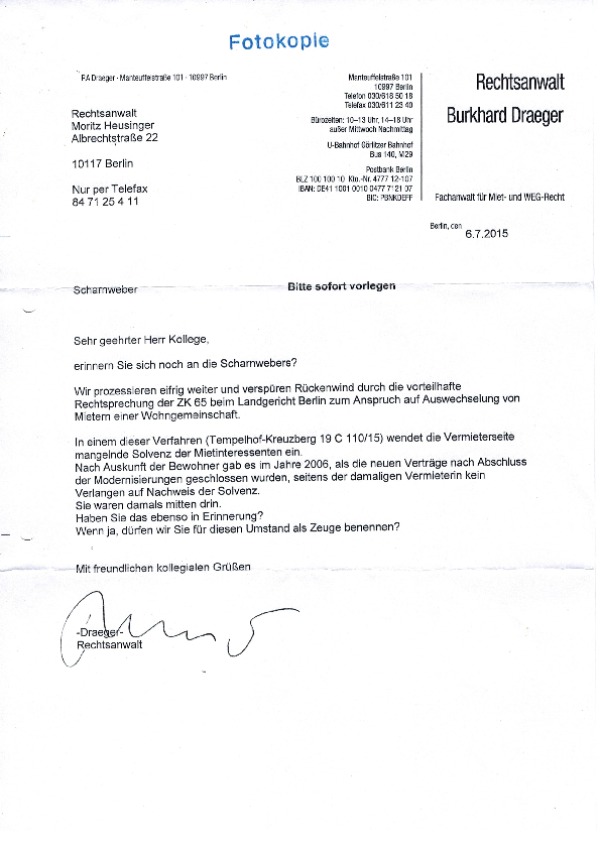 Fotokopie
RA Draeger · Manteuffelstraße 101 · 10997 Berlin
Rechtsanwalt
Moritz Heusinger
Albrechtstraße 22
10117 Berlin
Nur per Telefax
84 71 25 4 11
Manteuffelstraße 101
10997 Berlin
Telefon 030/618 50 18
Telefax 030/611 23 40
Bürozeiten: 10–13 Uhr, 14–18 Uhr
außer Mittwoch Nachmittag
U-Bahnhof Görlitzer Bahnhof
Bus 140, M29
Postbank Berlin
BLZ 100 100 10 Kto.-Nr. 4777 12-107
IBAN: DE41 1001 0010 0477 7121 07
BIC: PBNKDEFF
Rechtsanwalt
Burkhard Draeger
Fachanwalt für Miet- und WEG-Recht
Berlin, den 6.7.2015
Scharnweber Bitte sofort vorlegen
Sehr geehrter Herr Kollege,
erinnern Sie sich noch an die Scharnwebers?
Wir prozessieren eifrig weiter und verspüren Rückenwind durch die vorteilhafte
Rechtsprechung der ZK 65 beim Landgericht Berlin zum Anspruch auf Auswechselung von
Mietern einer Wohngemeinschaft.
In einem dieser Verfahren (Tempelhof-Kreuzberg 19 C 110/15) wendet die Vermieterseite
mangelnde Solvenz der Mietinteressenten ein.
Nach Auskunft der Bewohner gab es im Jahre 2006, als die neuen Verträge nach Abschluss
der Modernisierungen geschlossen wurden, seitens der damaligen Vermieterin kein
Verlangen auf Nachweis der Solvenz.
Sie waren damals mitten drin.
Haben Sie das ebenso in Erinnerung?
Wenn ja, dürfen wir Sie für diesen Umstand als Zeuge benennen?
Mit freundlichen kollegialen Grüßen
-Draeger-
Rechtsanwalt